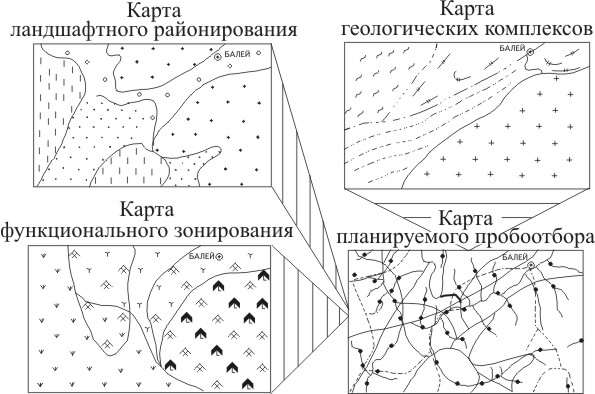 Карта
ландшафтного районирования
БАЛЕЙ
Карта
геологических комплексов
БАЛЕЙ
Карта
функционального зонирования
БАЛЕЙ
Карта
планируемого пробоотбора
БАЛЕЙ